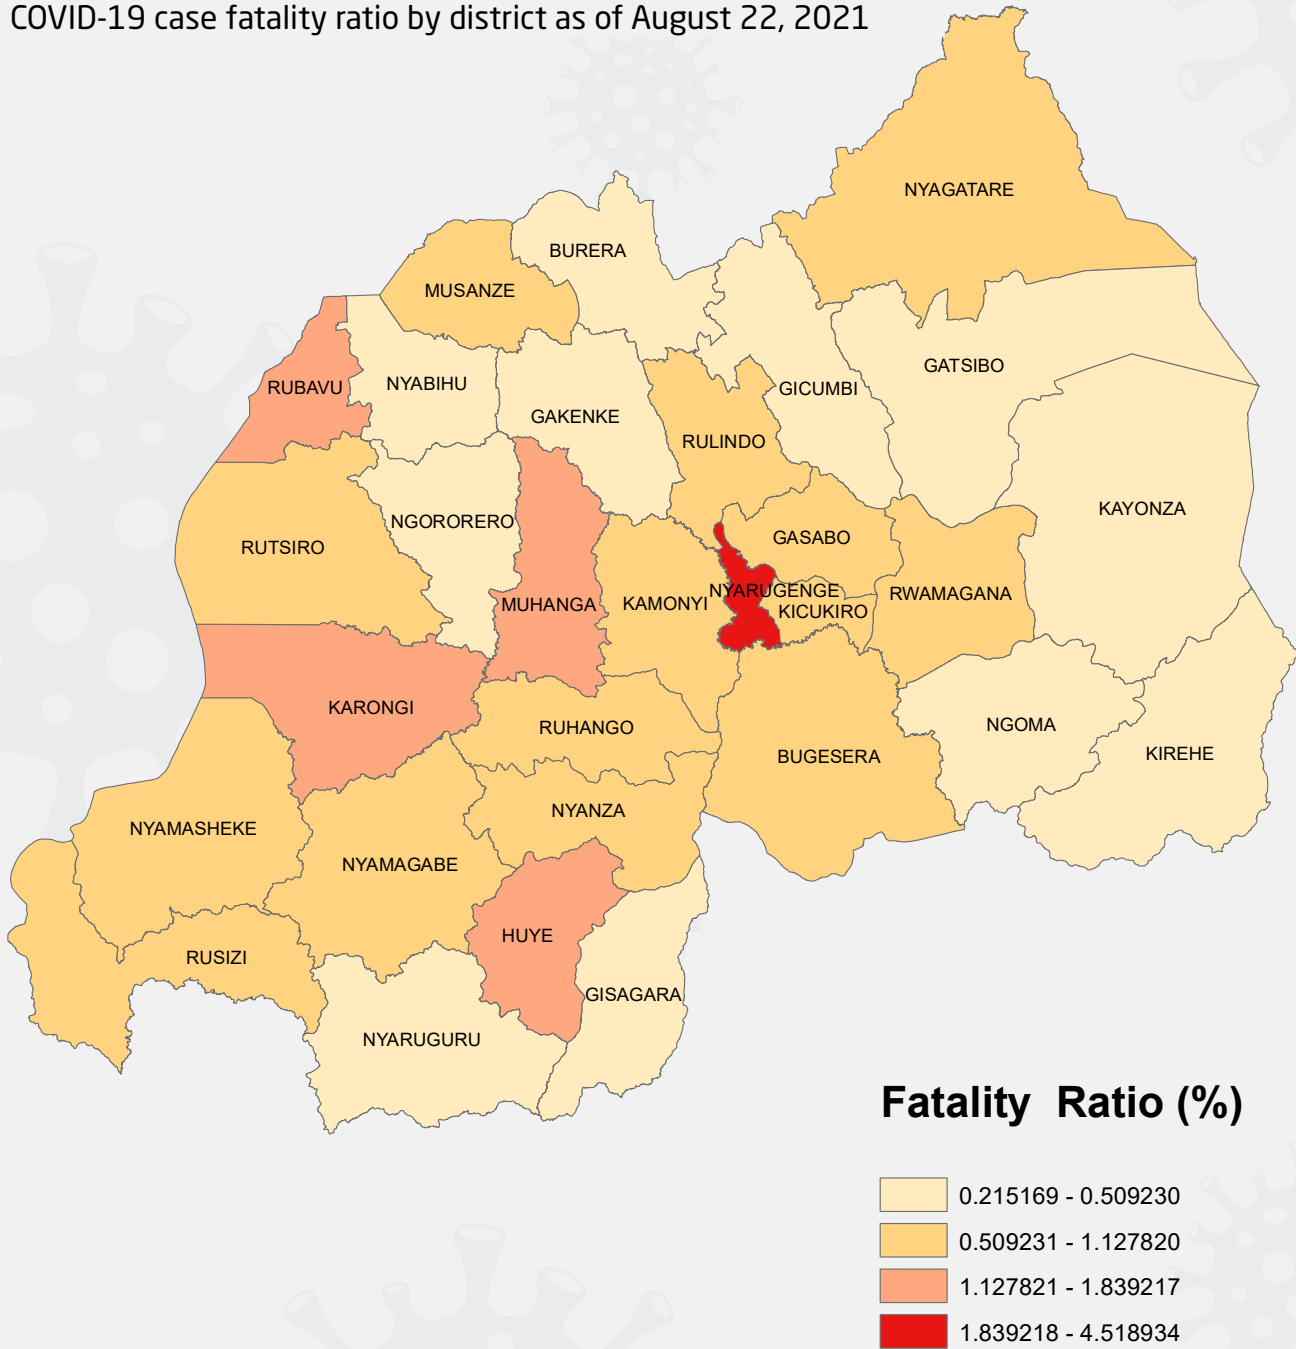 COVID-19 case fatality ratio by district as of August 22, 2021
NYAGATARE
BURERA
MUSANZE
GATSIBO
NYABIHU
RUBAVU
GICUMBI
GAKENKE
RULINDO
KAYONZA
NGORORERO
GASABO
RUTSIRO
NYARUGENGE
RWAMAGANA
MUHANGA
KAMONYI
KICUKIRO
KARONGI
NGOMA
RUHANGO
KIREHE
BUGESERA
NYANZA
NYAMASHEKE
NYAMAGABE
HUYE
RUSIZI
GISAGARA
NYARUGURU
Fatality Ratio (%)
0.215169 - 0.509230
0.509231 - 1.127820
1.127821 - 1.839217
1.839218 - 4.518934